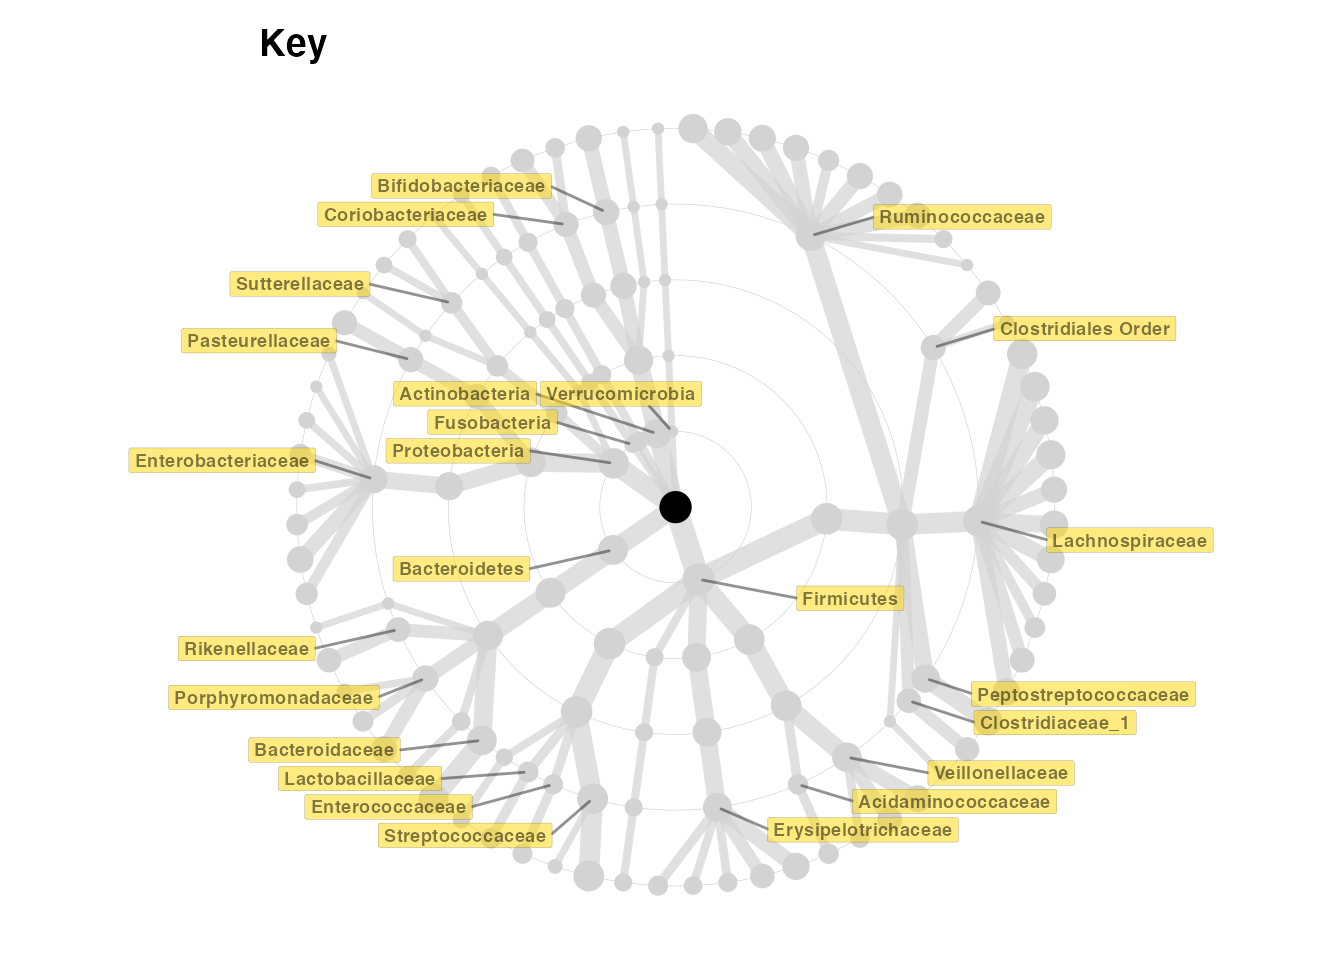 Key
Bifidobacteriaceae
Coriobacteriaceae
Ruminococcaceae
Sutterellaceae
Clostridiales Order
Pasteurellaceae
Actinobacteria
Verrucomicrobia
Fusobacteria
Proteobacteria
Enterobacteriaceae
Lachnospiraceae
Bacteroidetes
Firmicutes
Rikenellaceae
Porphyromonadaceae
Peptostreptococcaceae
Clostridiaceae_1
Bacteroidaceae
Veillonellaceae
Lactobacillaceae
Acidaminococcaceae
Enterococcaceae
Erysipelotrichaceae
Streptococcaceae